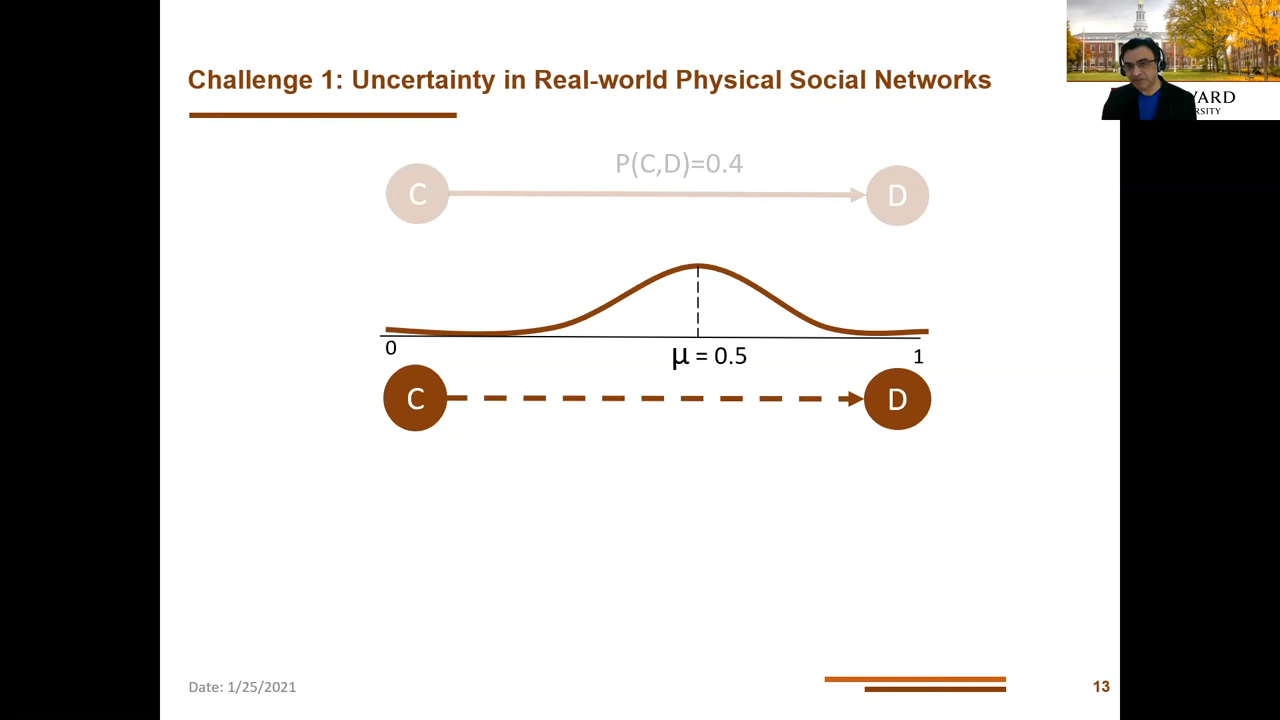 Challenge 1: Uncertainty in Real-world Physical Social Networks
VARD
RSITY
P(C,D)=0.4
C
D
0
μ = 0.5
1
C
D
Date: 1/25/2021
13